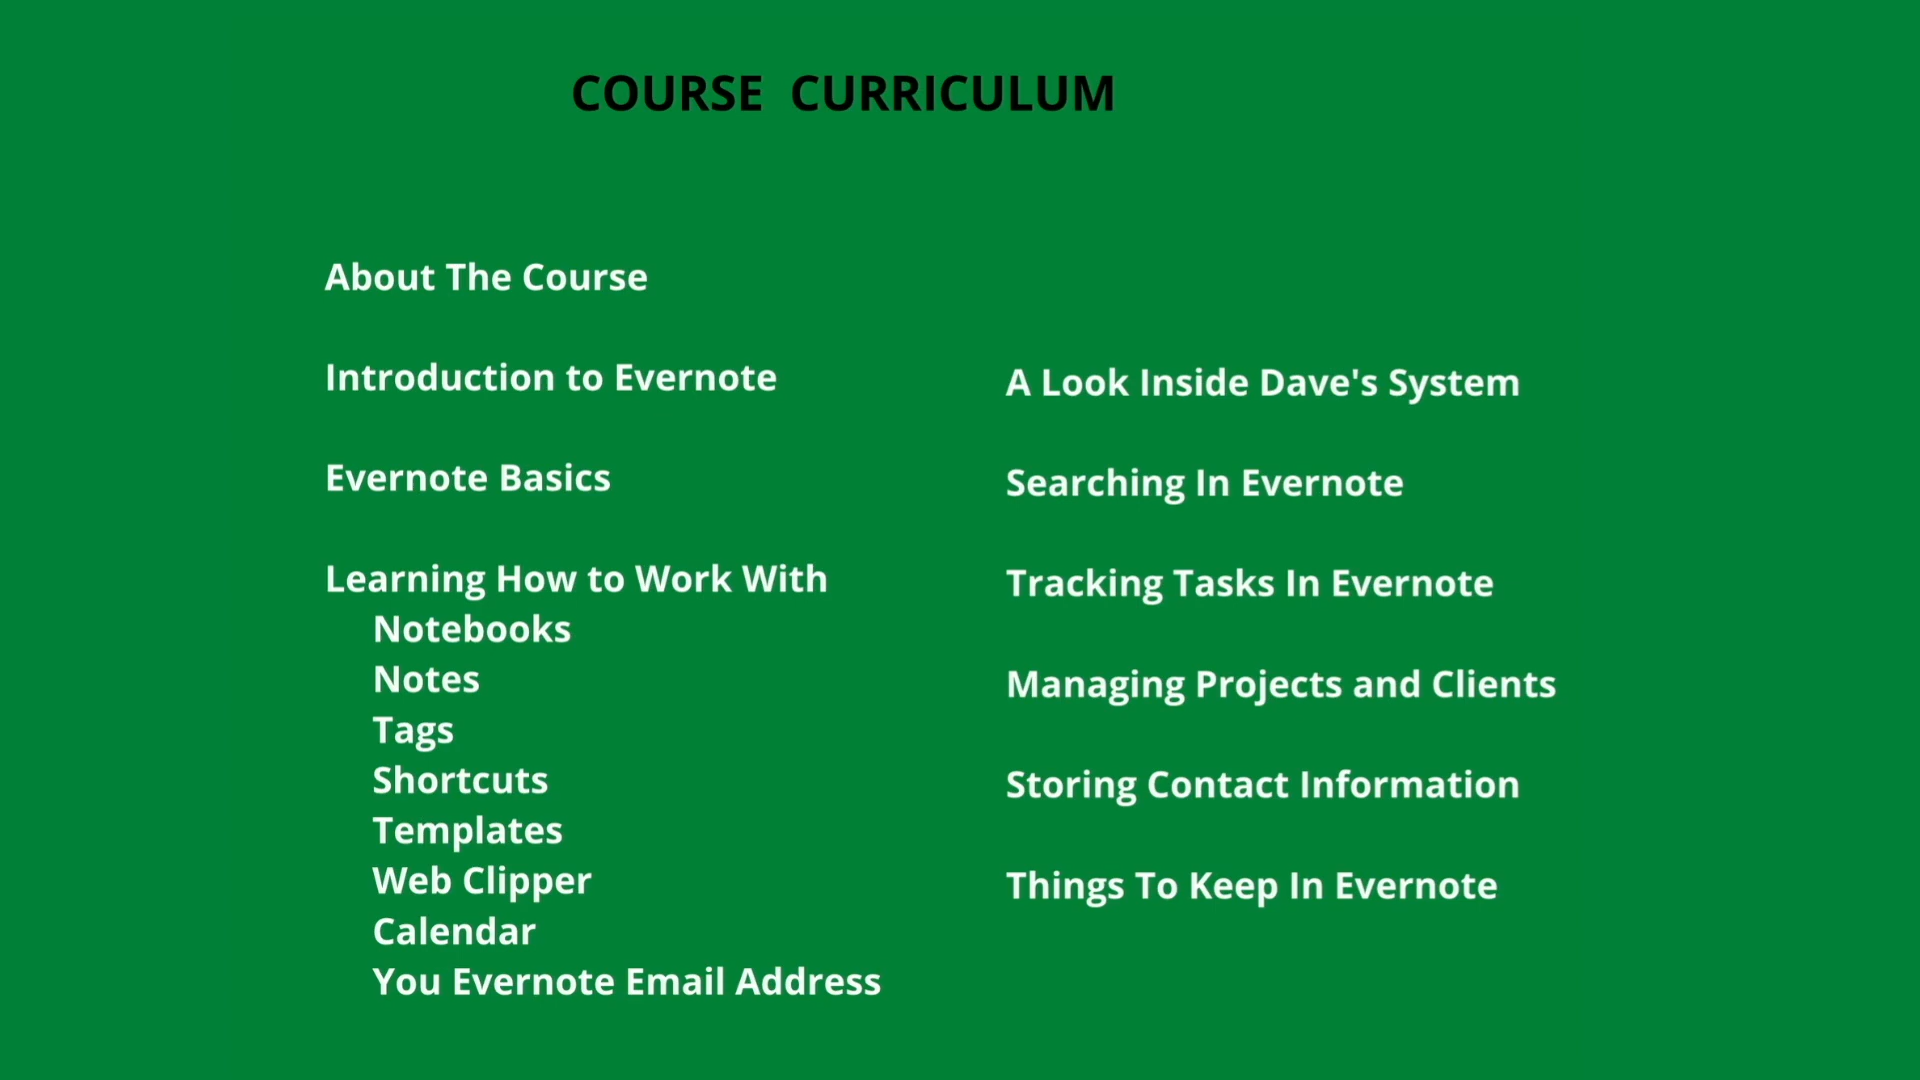 COURSE CURRICULUM
About The Course
Introduction to Evernote
Evernote Basics
Learning How to Work With
Notebooks
Notes
Tags
Shortcuts
Templates
Web Clipper
Calendar
You Evernote Email Address
A Look Inside Dave's System
Searching In Evernote
Tracking Tasks In Evernote
Managing Projects and Clients
Storing Contact Information
Things To Keep In Evernote